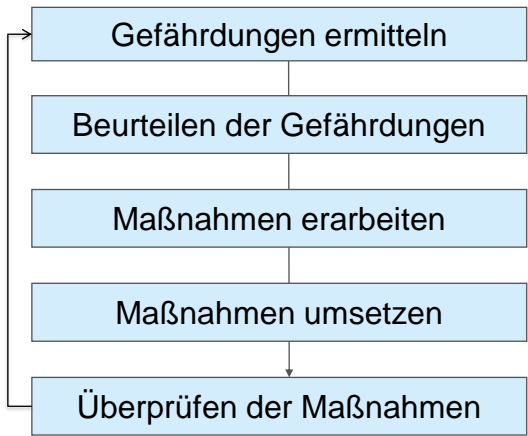 Gefährdungen ermitteln
Beurteilen der Gefährdungen
Maßnahmen erarbeiten
Maßnahmen umsetzen
Überprüfen der Maßnahmen